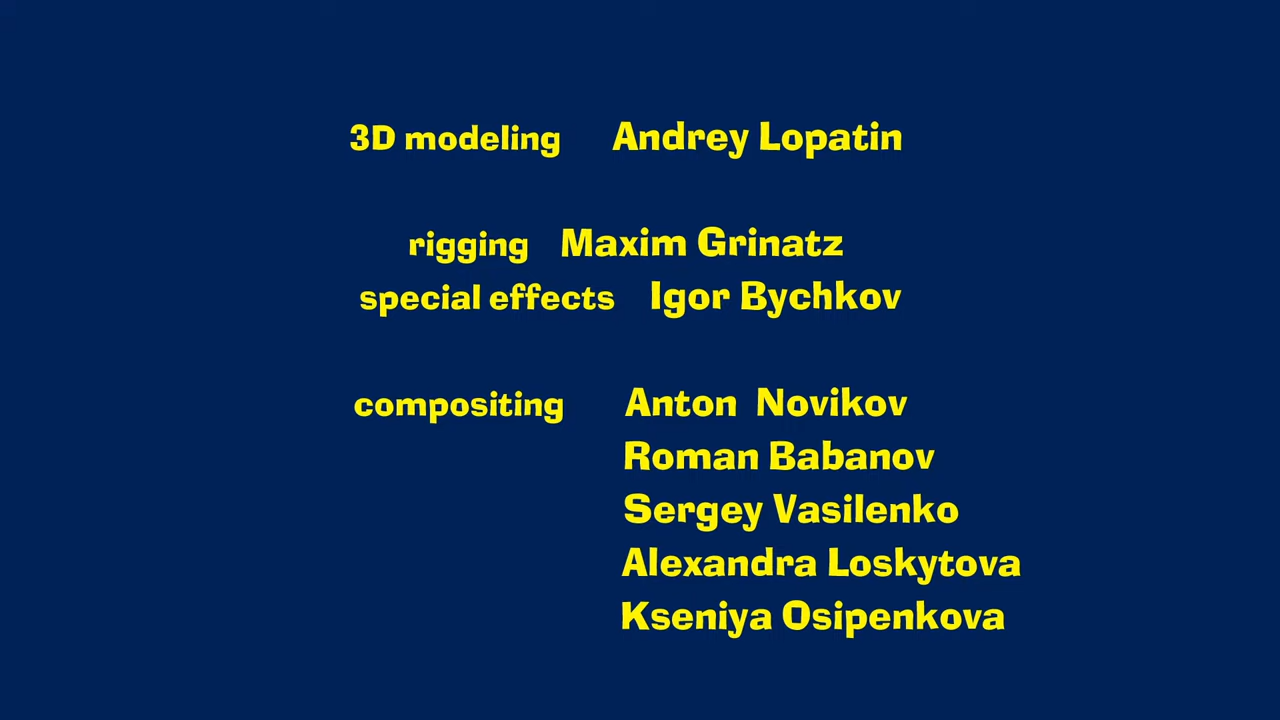 3D modeling Andrey Lopatin
rigging Maxim Grinatz
special effects Igor Bychkov
compositing Anton Novikov
Roman Babanov
Sergey Vasilenko
Alexandra Loskytova
Kseniya Osipenkova